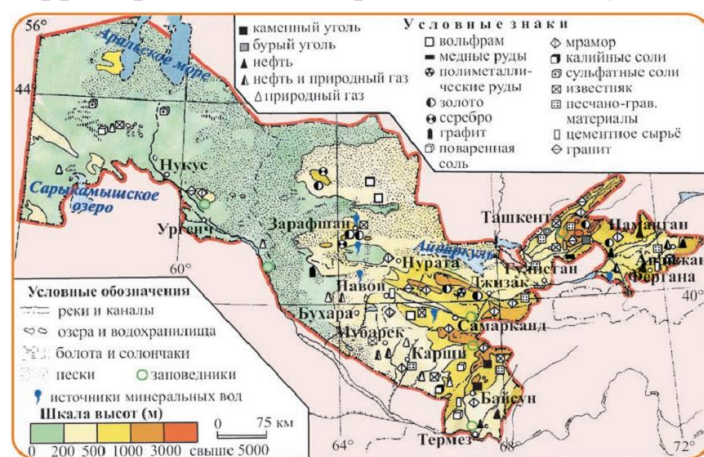 56°
44
60
64
68
72°
40
Аральское море
Сарыкамышское озеро
Айдаркуль
Нукус
Ургенч
Зарафшан
Навои
Бухара
Мубарек
Нурата
Джизак
Гулистан
Ташкент
Наманган
Андижан
Фергана
Самарканд
Карши
Байсун
Термез
Условные знаки
каменный уголь
бурый уголь
нефть
нефть и природный газ
природный газ
вольфрам
медные руды
полиметалли-
ческие руды
золото
серебро
графит
поваренная
соль
мрамор
калийные соли
сульфатные соли
известняк
песчано-грав.
материалы
цементное сырьё
гранит
Условные обозначения
реки и каналы
озера и водохранилища
болота и солончаки
пески
заповедники
источники минеральных вод
Шкала высот (м)
0 200 500 1000 3000 свыше 5000
0 75 км